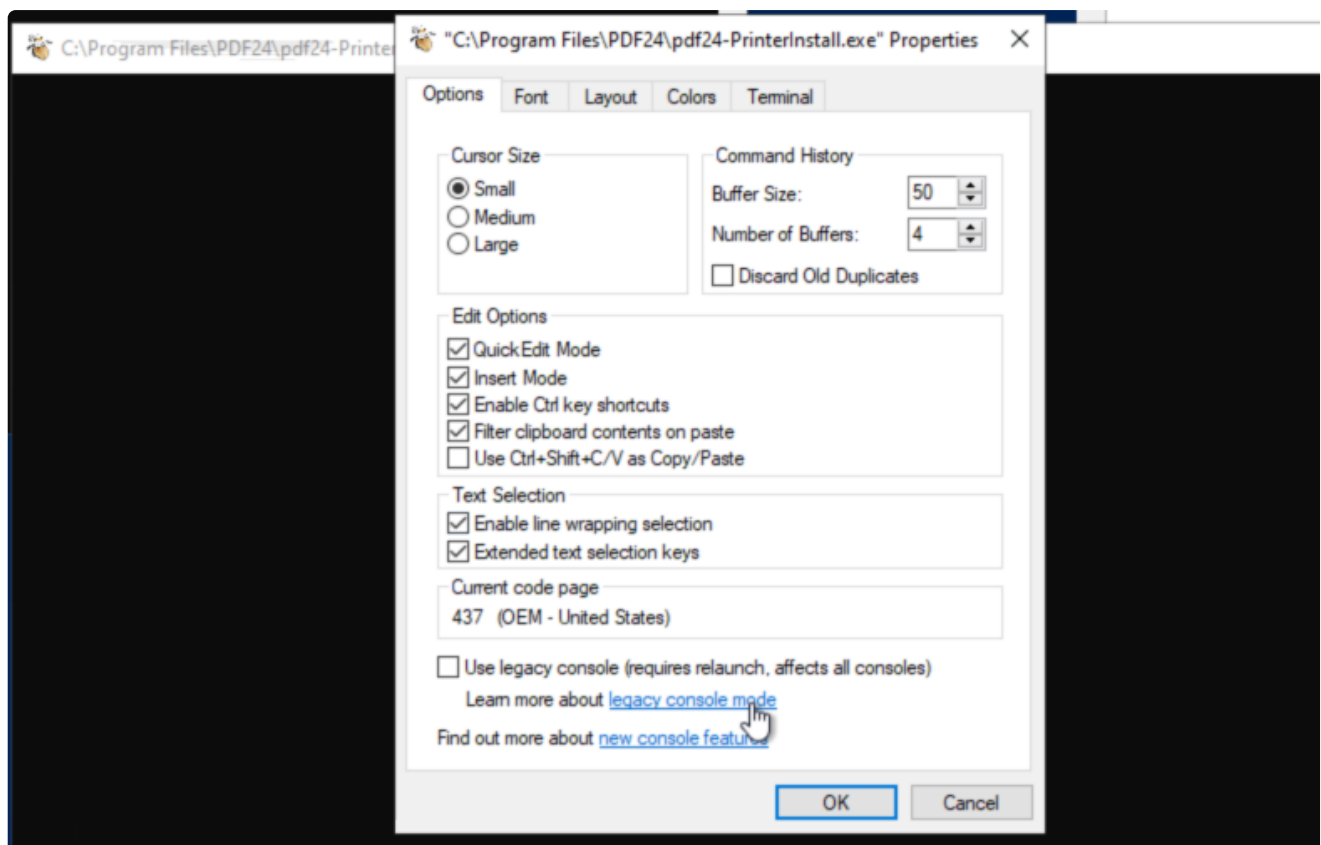 C:\Program Files\PDF24\pdf24-Printe
"C:\Program Files\PDF24\pdf24-PrinterInstall.exe" Properties
Options Font Layout Colors Terminal
Cursor Size
Small
Medium
Large
Command History
Buffer Size: 50
Number of Buffers: 4
Discard Old Duplicates
Edit Options
QuickEdit Mode
Insert Mode
Enable Ctrl key shortcuts
Filter clipboard contents on paste
Use Ctrl+Shift+C/V as Copy/Paste
Text Selection
Enable line wrapping selection
Extended text selection keys
Current code page
437 (OEM - United States)
Use legacy console (requires relaunch, affects all consoles)
Learn more about legacy console mode
Find out more about new console features
OK Cancel